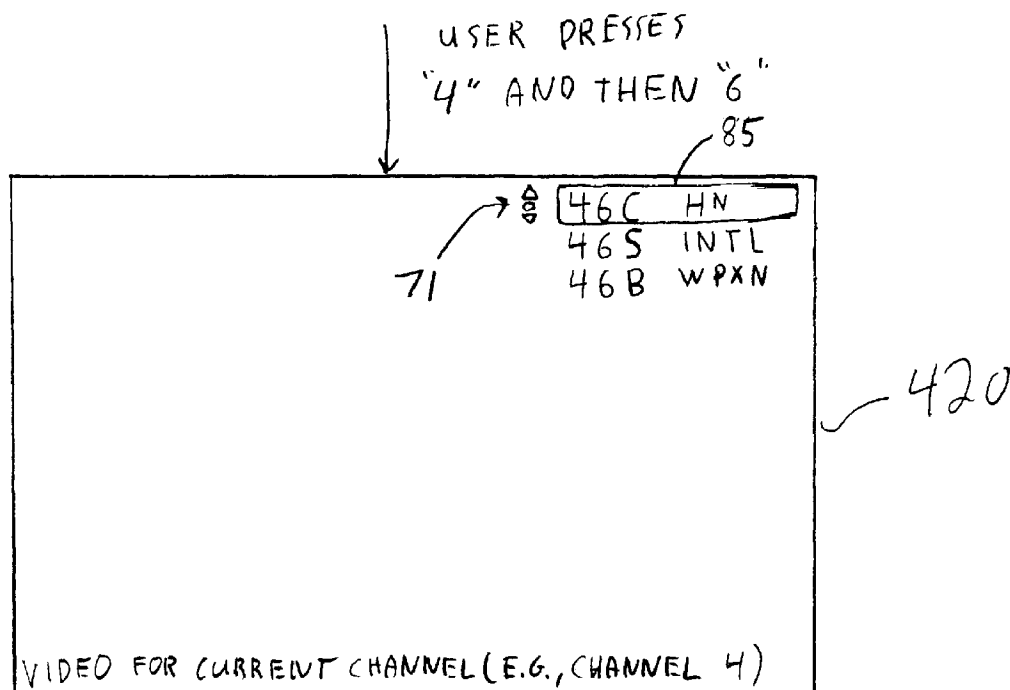 USER PRESSES
"4" AND THEN "6"
85
46C HN
46S INTL
46B WPXN
71
420
VIDEO FOR CURRENT CHANNEL (E.G., CHANNEL 4)